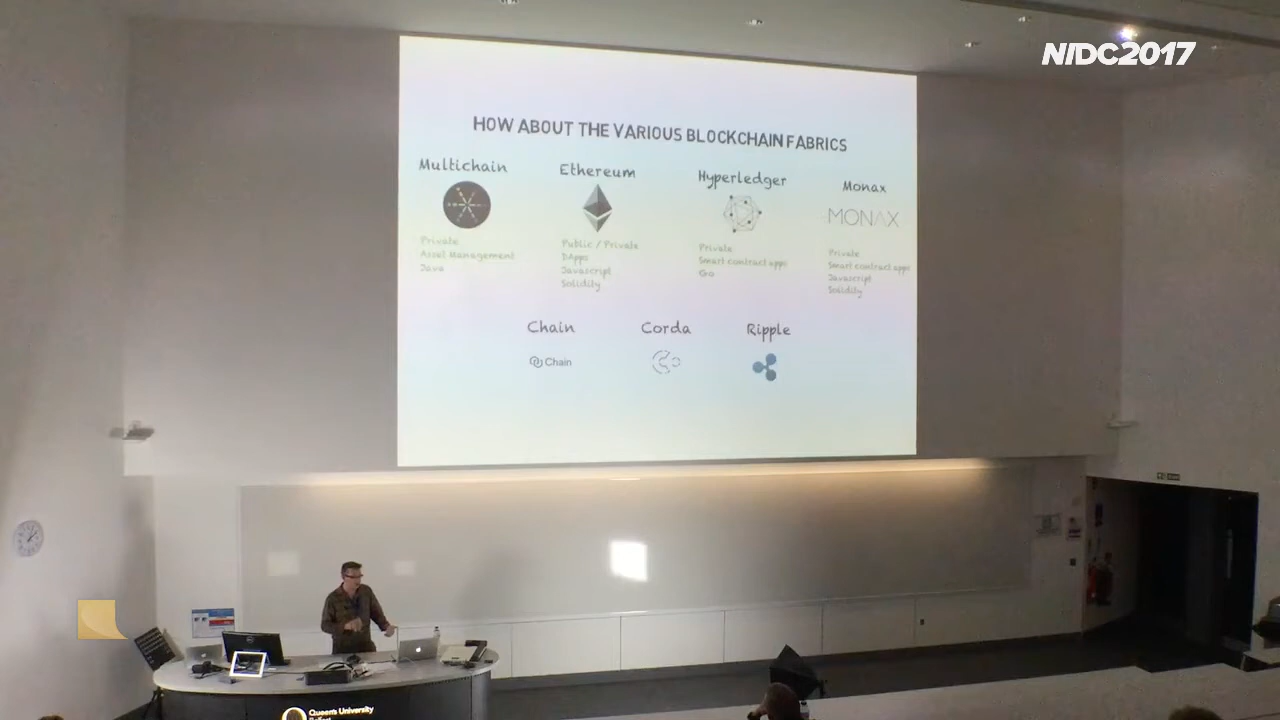 NIDC2017
HOW ABOUT THE VARIOUS BLOCKCHAIN FABRICS
Multichain
Private
Asset Management
Java
Ethereum
Public / Private
DApps
Javascript
Solidity
Hyperledger
Private
Smart contract apps
Go
Monax
MONAX
Private
Smart contract apps
Javascript
Solidity
Chain
Chain
Corda
Ripple
Queen's University
Belfast